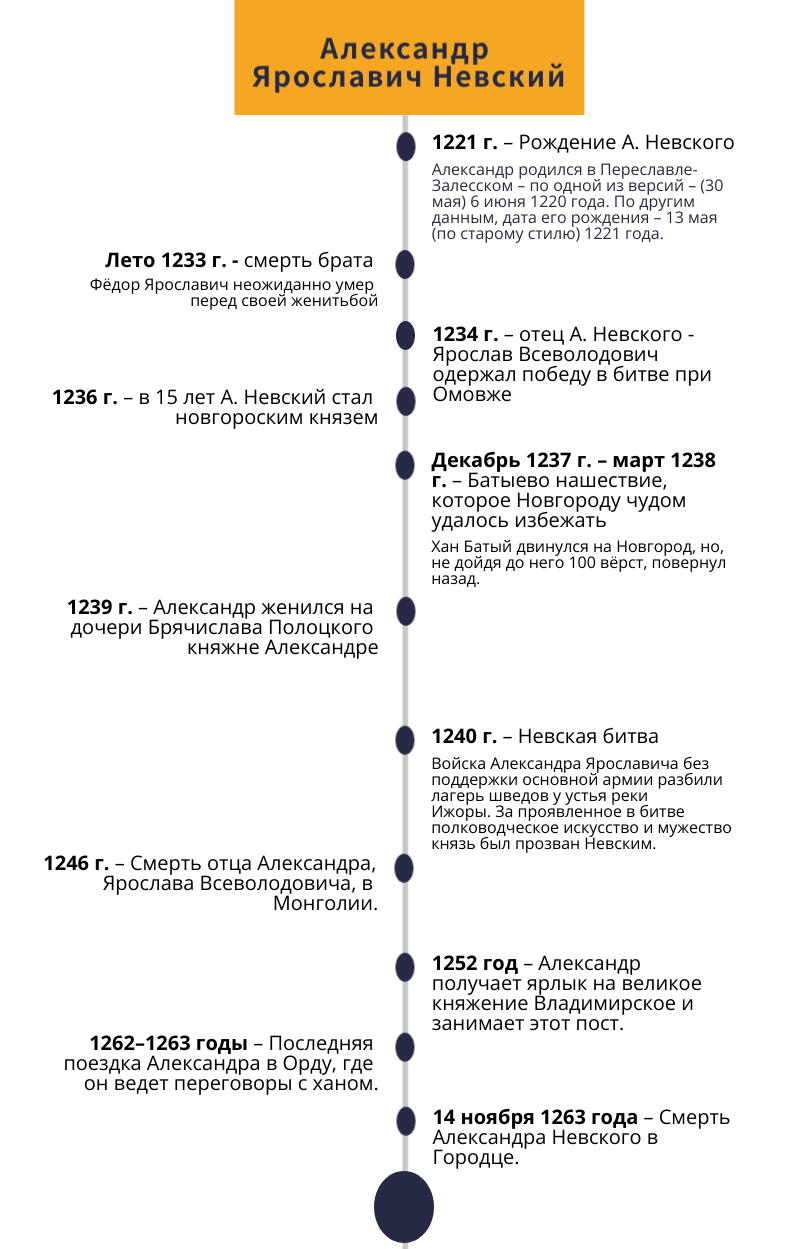 Александр
Ярославич Невский
1221 г. – Рождение А. Невского
Александр родился в Переславле-
Залесском – по одной из версий – (30
мая) 6 июня 1220 года. По другим
данным, дата его рождения – 13 мая
(по старому стилю) 1221 года.
Лето 1233 г. - смерть брата
Фёдор Ярославич неожиданно умер
перед своей женитьбой
1234 г. – отец А. Невского -
Ярослав Всеволодович
одержал победу в битве при
Омовже
1236 г. – в 15 лет А. Невский стал
новгороским князем
Декабрь 1237 г. – март 1238
г. – Батыево нашествие,
которое Новгороду чудом
удалось избежать
Хан Батый двинулся на Новгород, но,
не дойдя до него 100 вёрст, повернул
назад.
1239 г. – Александр женился на
дочери Брячислава Полоцкого
княжне Александре
1240 г. – Невская битва
Войска Александра Ярославича без
поддержки основной армии разбили
лагерь шведов у устья реки
Ижоры. За проявленное в битве
полководческое искусство и мужество
князь был прозван Невским.
1246 г. – Смерть отца Александра,
Ярослава Всеволодовича, в
Монголии.
1252 год – Александр
получает ярлык на великое
княжение Владимирское и
занимает этот пост.
1262–1263 годы – Последняя
поездка Александра в Орду, где
он ведет переговоры с ханом.
14 ноября 1263 года – Смерть
Александра Невского в
Городце.